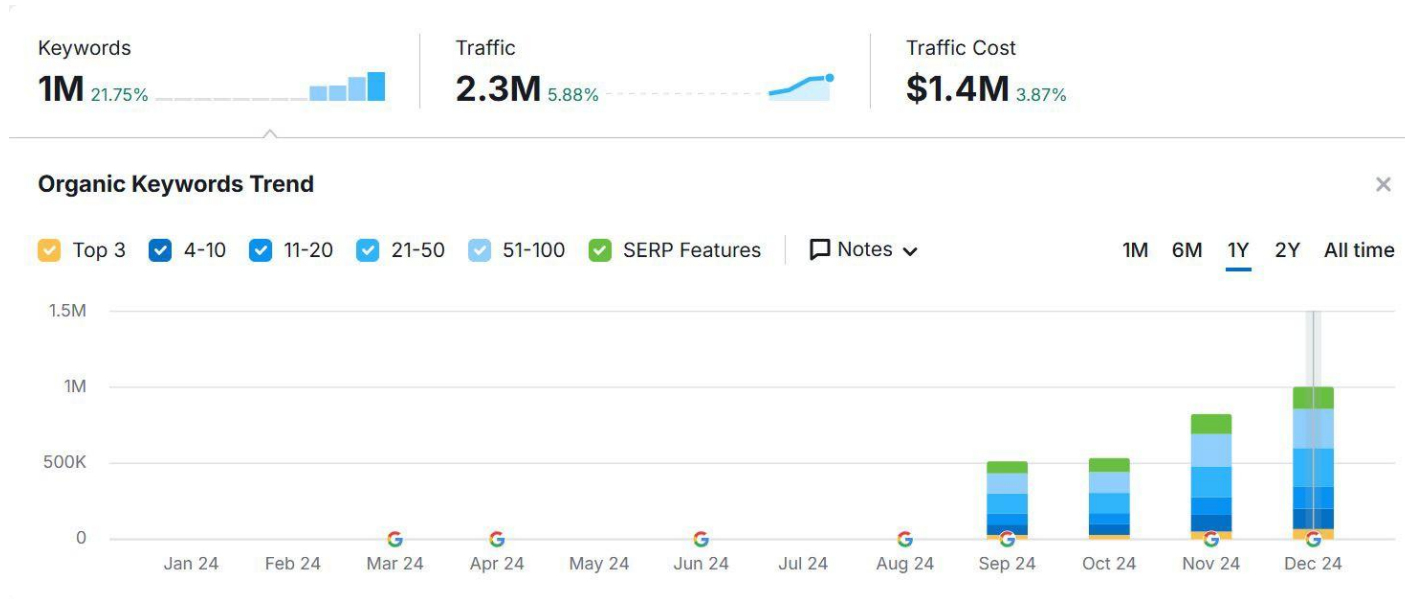 Keywords Traffic Traffic Cost
1M 21.75% 2.3M 5.88% $1.4M 3.87%
Organic Keywords Trend
Top 3 4-10 11-20 21-50 51-100 SERP Features Notes 1M 6M 1Y 2Y All time
1.5M
1M
500K
0
Jan 24 Feb 24 Mar 24 Apr 24 May 24 Jun 24 Jul 24 Aug 24 Sep 24 Oct 24 Nov 24 Dec 24